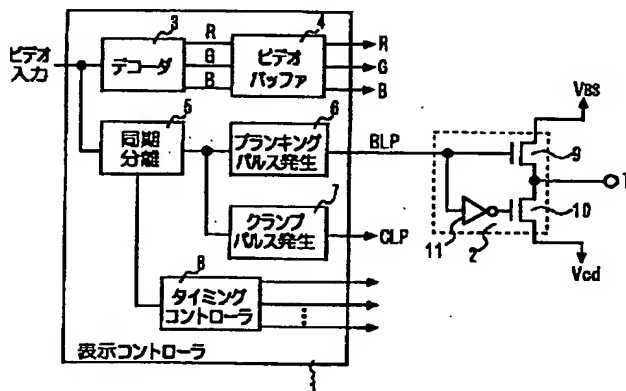 ビデオ
入力
3
デコーダ
R
G
B
4
ビデオ
バッファ
R
G
B
5
同期
分離
6
ブランキング
パルス発生
BLP
7
クランプ
パルス発生
CLP
8
タイミング
コントローラ
表示コントローラ
1
VBS
9
10
11
2
T
Vcd